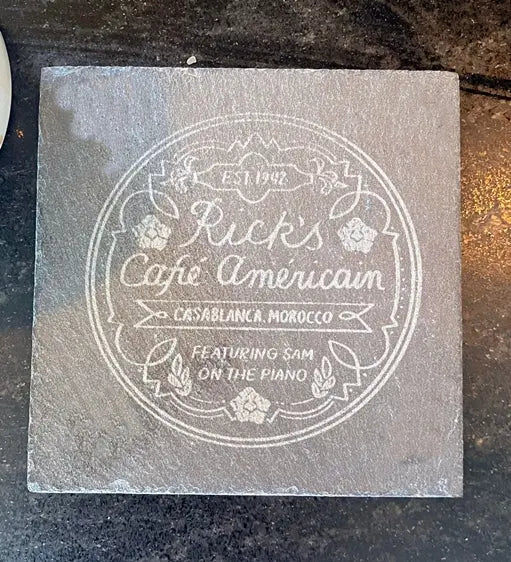 EST. 1942
Rick's
Café Américain
CASABLANCA, MOROCCO
FEATURING SAM
ON THE PIANO